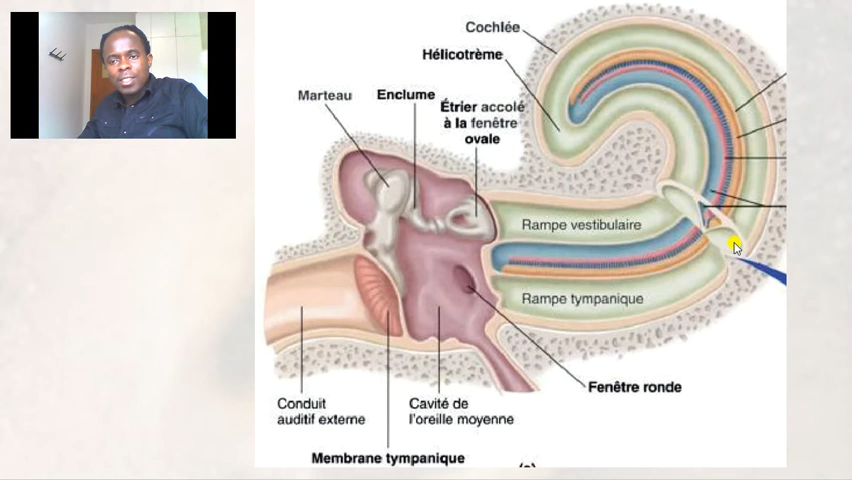 Cochlée
Hélicotrème
Marteau
Enclume
Étrier accolé
à la fenêtre
ovale
Rampe vestibulaire
Rampe tympanique
Fenêtre ronde
Conduit
auditif externe
Cavité de
l'oreille moyenne
Membrane tympanique